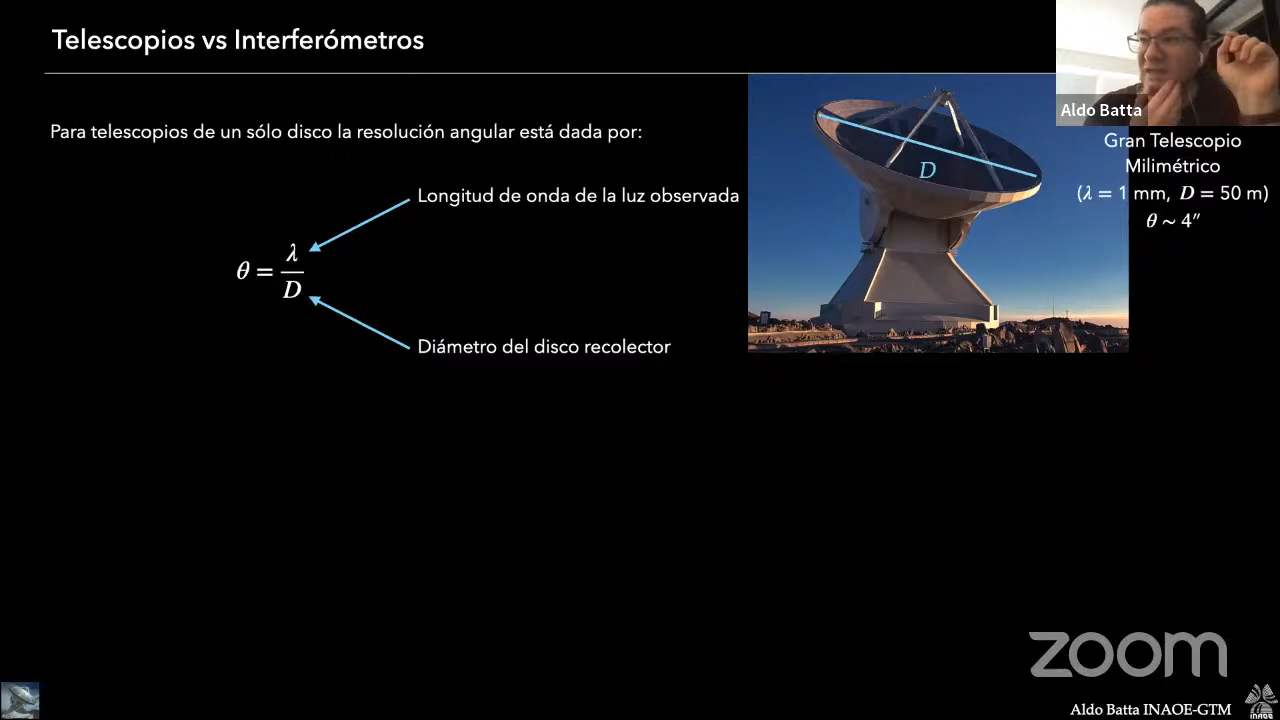 Telescopios vs Interferómetros
Aldo Batta
Para telescopios de un sólo disco la resolución angular está dada por:
Gran Telescopio
Milimétrico
(λ = 1 mm, D = 50 m)
θ ~ 4″
D
Longitud de onda de la luz observada
θ = λ / D
Diámetro del disco recolector
zoom
Aldo Batta INAOE-GTM
INAOE